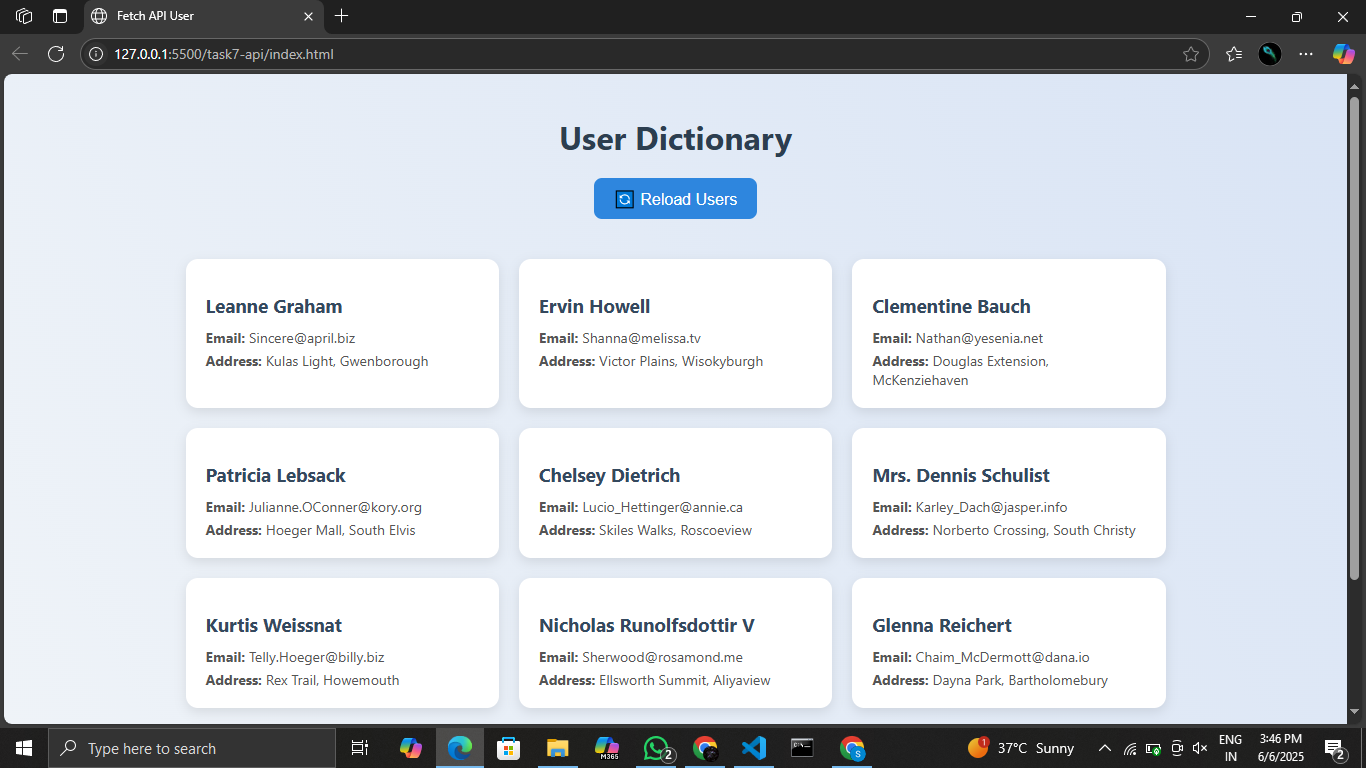 Fetch API User
127.0.0.1:5500/task7-api/index.html
User Dictionary
Reload Users
Leanne Graham
Email: Sincere@april.biz
Address: Kulas Light, Gwenborough
Ervin Howell
Email: Shanna@melissa.tv
Address: Victor Plains, Wisokyburgh
Clementine Bauch
Email: Nathan@yesenia.net
Address: Douglas Extension,
McKenziehaven
Patricia Lebsack
Email: Julianne.OConner@kory.org
Address: Hoeger Mall, South Elvis
Chelsey Dietrich
Email: Lucio_Hettinger@annie.ca
Address: Skiles Walks, Roscoeview
Mrs. Dennis Schulist
Email: Karley_Dach@jasper.info
Address: Norberto Crossing, South Christy
Kurtis Weissnat
Email: Telly.Hoeger@billy.biz
Address: Rex Trail, Howemouth
Nicholas Runolfsdottir V
Email: Sherwood@rosamond.me
Address: Ellsworth Summit, Aliyaview
Glenna Reichert
Email: Chaim_McDermott@dana.io
Address: Dayna Park, Bartholomebury
Type here to search
M365
2
S
1
37°C Sunny
ENG
IN
3:46 PM
6/6/2025
2